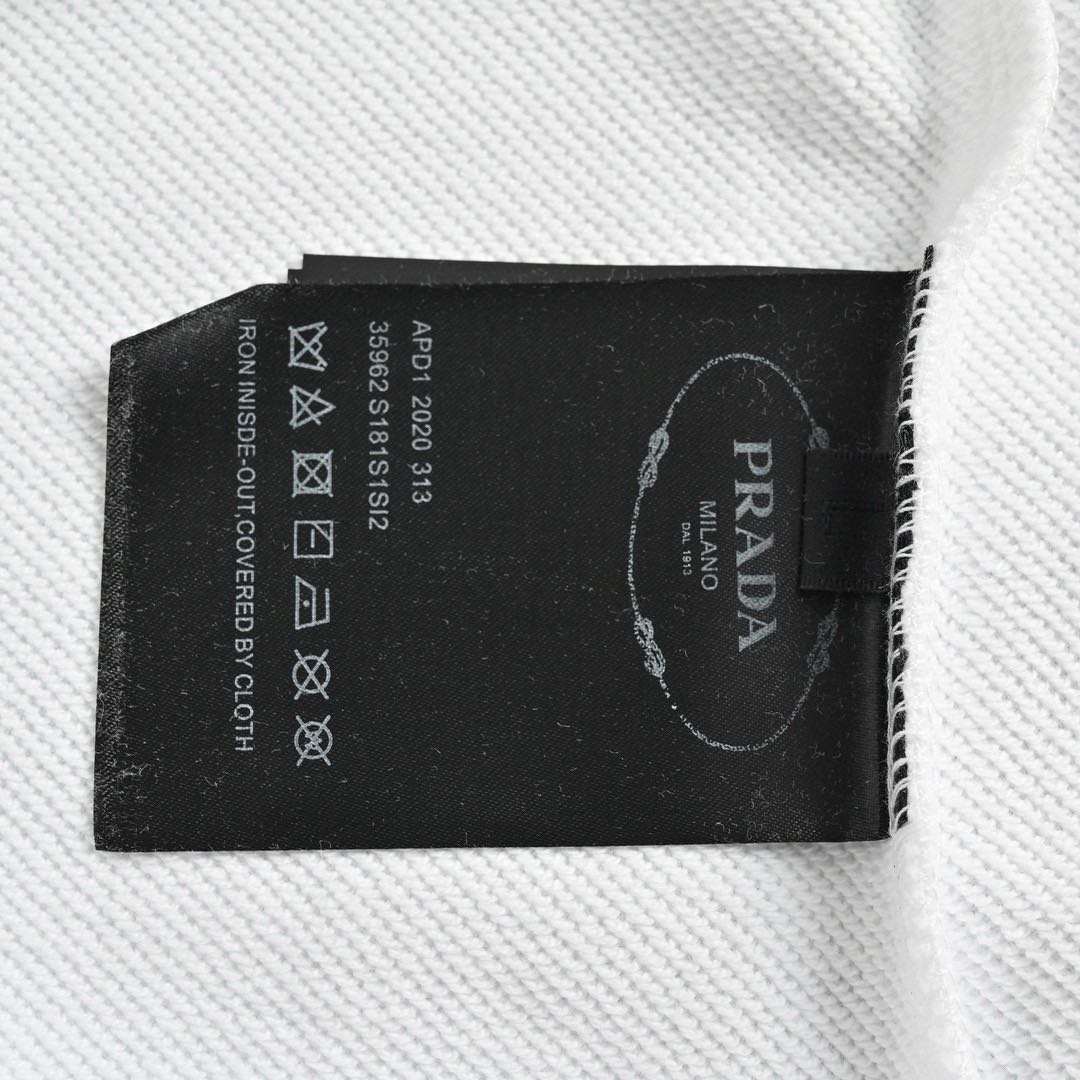 PRADA
MILANO
DAL 1913
APD1 2020 313
35962 S181S1SI2
IRON INISDE-OUT,COVERED BY CLOTH